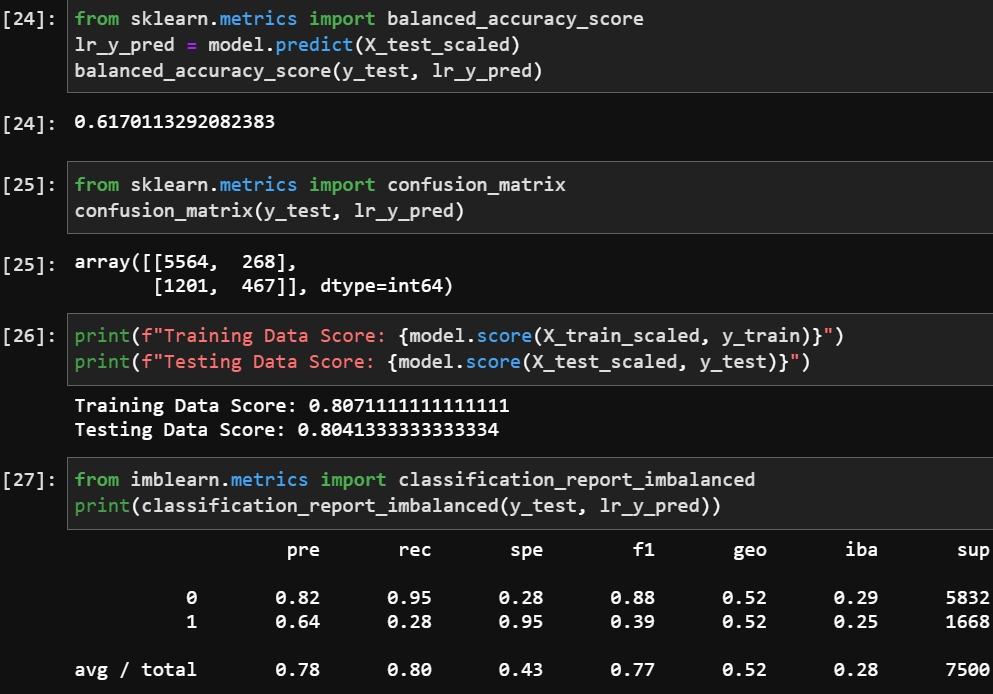 [24]: from sklearn.metrics import balanced_accuracy_score
lr_y_pred = model.predict(X_test_scaled)
balanced_accuracy_score(y_test, lr_y_pred)
[24]: 0.6170113292082383
[25]: from sklearn.metrics import confusion_matrix
confusion_matrix(y_test, lr_y_pred)
[25]: array([[5564,  268],
       [1201,  467]], dtype=int64)
[26]: print(f"Training Data Score: {model.score(X_train_scaled, y_train)}")
print(f"Testing Data Score: {model.score(X_test_scaled, y_test)}")
Training Data Score: 0.8071111111111111
Testing Data Score: 0.8041333333333334
[27]: from imblearn.metrics import classification_report_imbalanced
print(classification_report_imbalanced(y_test, lr_y_pred))
pre rec spe f1 geo iba sup
0 0.82 0.95 0.28 0.88 0.52 0.29 5832
1 0.64 0.28 0.95 0.39 0.52 0.25 1668
avg / total 0.78 0.80 0.43 0.77 0.52 0.28 7500